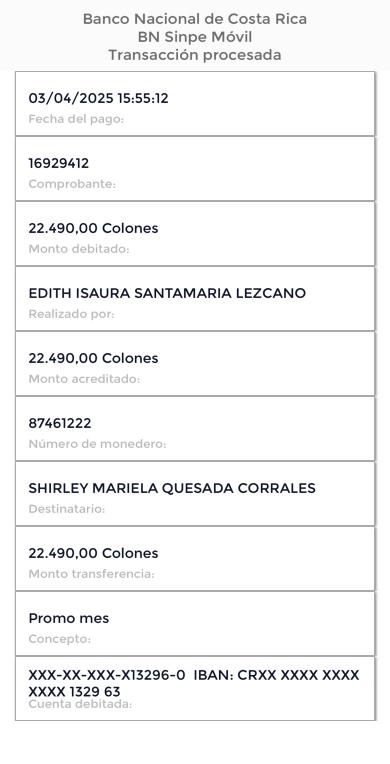 Banco Nacional de Costa Rica
BN Sinpe Móvil
Transacción procesada
03/04/2025 15:55:12
Fecha del pago:
16929412
Comprobante:
22.490,00 Colones
Monto debitado:
EDITH ISAURA SANTAMARIA LEZCANO
Realizado por:
22.490,00 Colones
Monto acreditado:
87461222
Número de monedero:
SHIRLEY MARIELA QUESADA CORRALES
Destinatario:
22.490,00 Colones
Monto transferencia:
Promo mes
Concepto:
XXX-XX-XXX-X13296-0 IBAN: CRXX XXXX XXXX
XXXX 1329 63
Cuenta debitada: